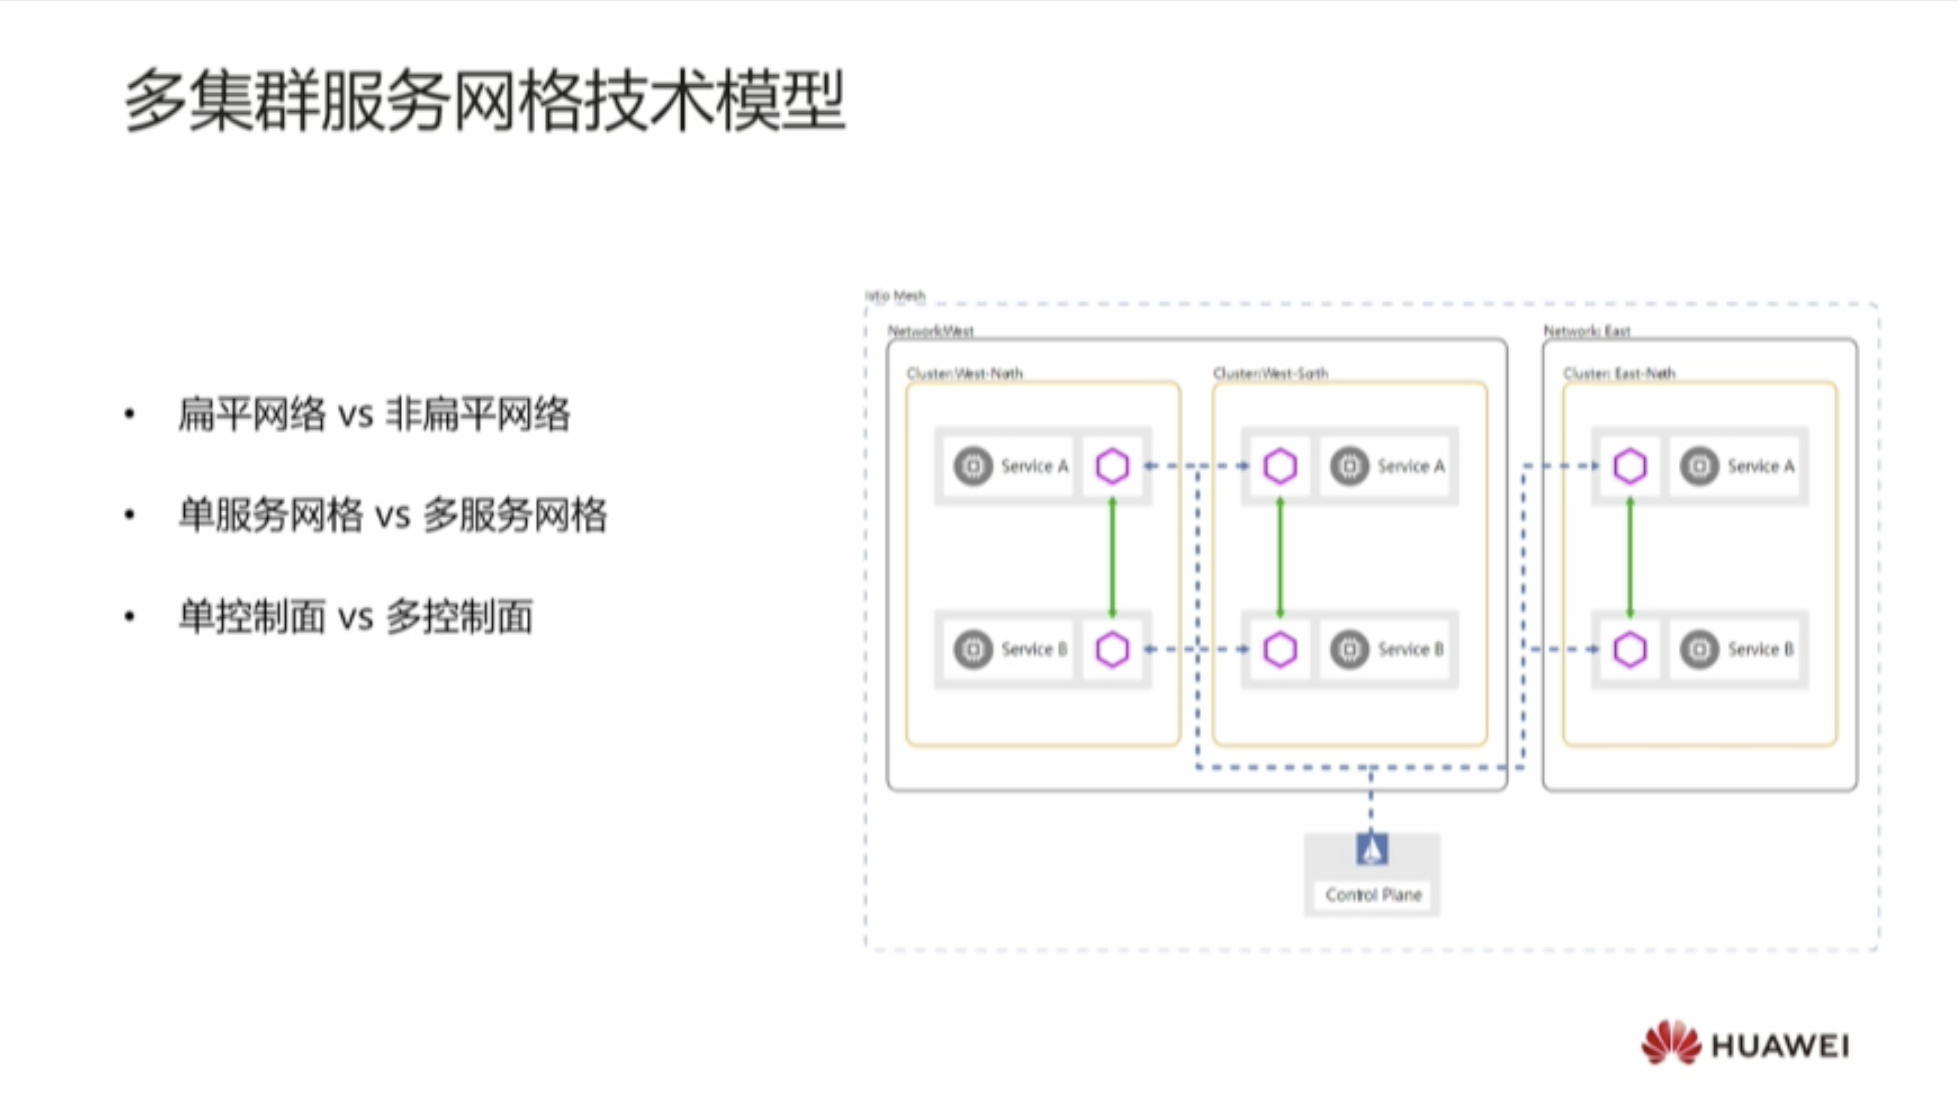 多集群服务网格技术模型
• 扁平网络 vs 非扁平网络
• 单服务网格 vs 多服务网格
• 单控制面 vs 多控制面
Istio Mesh
Network:West
Network: East
Cluster:West-North
Cluster:West-South
Cluster: East-North
Service A
Service A
Service A
Service B
Service B
Service B
Control Plane
HUAWEI